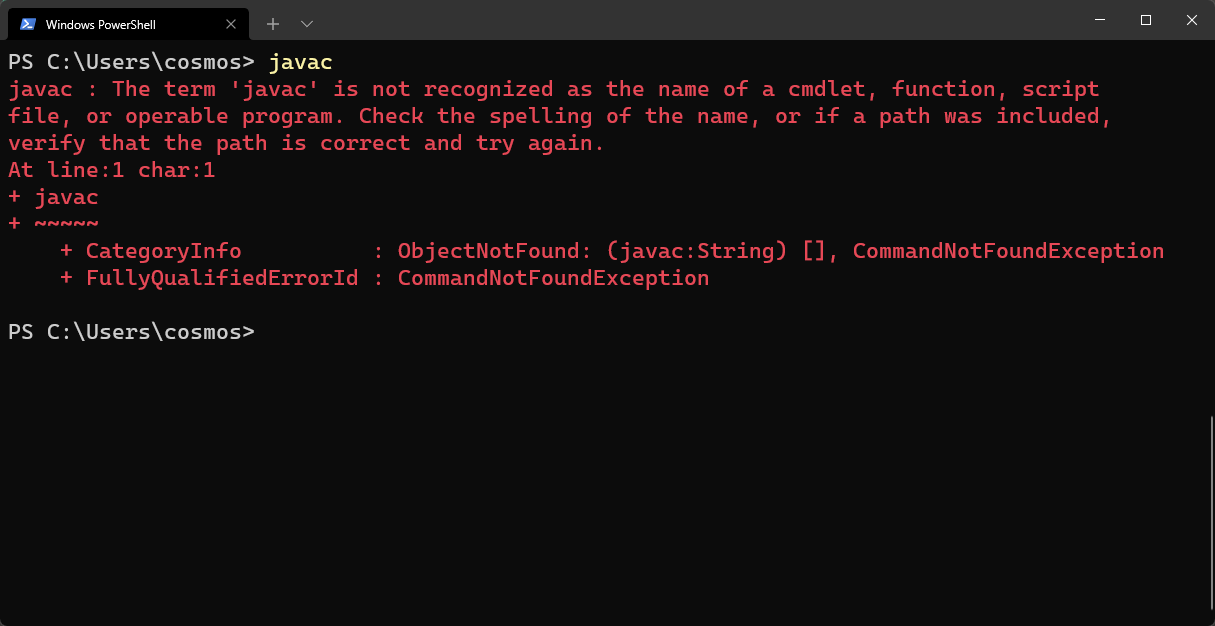 Windows PowerShell
PS C:\Users\cosmos> javac
javac : The term 'javac' is not recognized as the name of a cmdlet, function, script
file, or operable program. Check the spelling of the name, or if a path was included,
verify that the path is correct and try again.
At line:1 char:1
+ javac
+ ~~~~~
    + CategoryInfo          : ObjectNotFound: (javac:String) [], CommandNotFoundException
    + FullyQualifiedErrorId : CommandNotFoundException
PS C:\Users\cosmos>